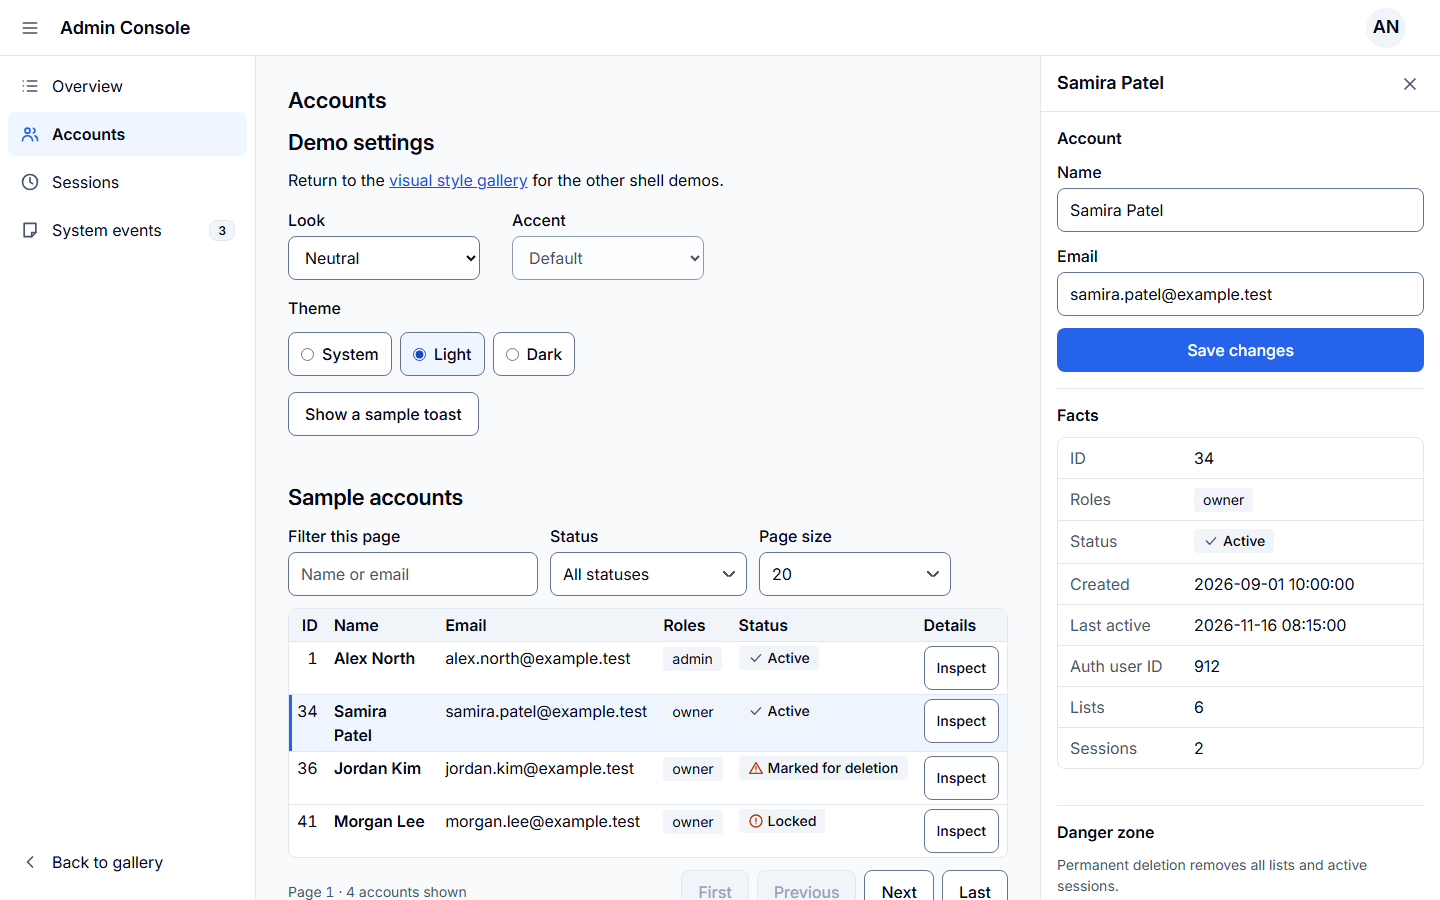 Admin Console
AN
Overview
Accounts
Sessions
System events 3
Back to gallery
Accounts
Demo settings
Return to the visual style gallery for the other shell demos.
Look Accent
Neutral Default
Theme
System Light Dark
Show a sample toast
Sample accounts
Filter this page Status Page size
Name or email All statuses 20
ID Name Email Roles Status Details
1 Alex North alex.north@example.test admin Active Inspect
34 Samira Patel samira.patel@example.test owner Active Inspect
36 Jordan Kim jordan.kim@example.test owner Marked for deletion Inspect
41 Morgan Lee morgan.lee@example.test owner Locked Inspect
Page 1 · 4 accounts shown First Previous Next Last
Samira Patel
Account
Name
Samira Patel
Email
samira.patel@example.test
Save changes
Facts
ID 34
Roles owner
Status Active
Created 2026-09-01 10:00:00
Last active 2026-11-16 08:15:00
Auth user ID 912
Lists 6
Sessions 2
Danger zone
Permanent deletion removes all lists and active
sessions.